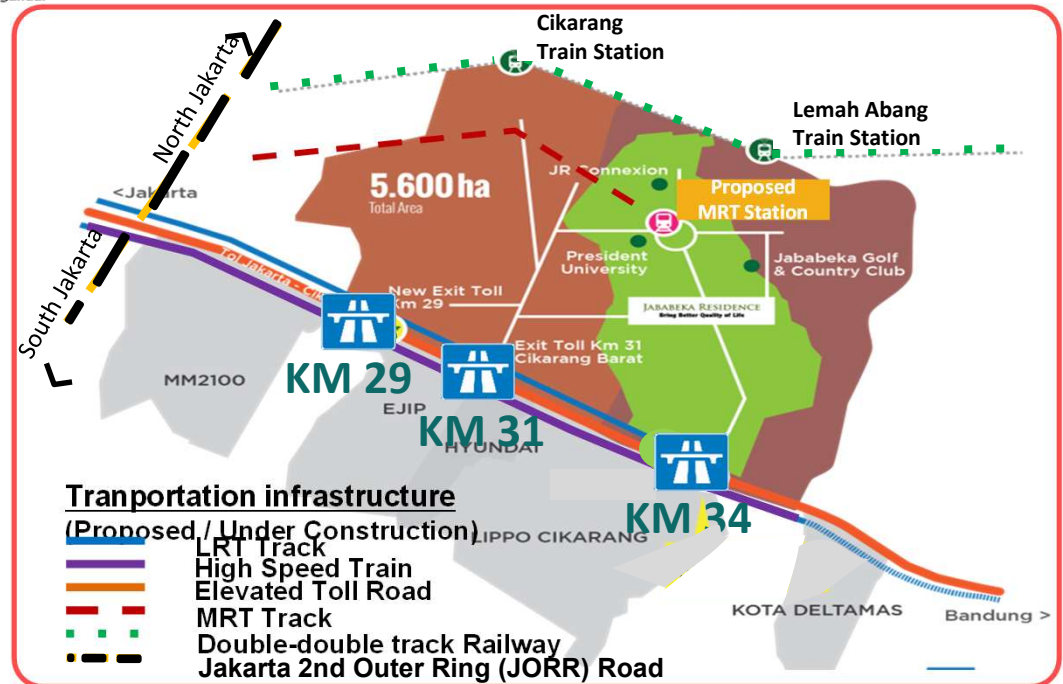 Cikarang
Train Station
North Jakarta
Lemah Abang
Train Station
JR Connexion
5.600 ha
Total Area
Proposed
MRT Station
<Jakarta
South Jakarta
President
University
Jababeka Golf
& Country Club
Tol Jakarta - Cik
New Exit Toll
Km 29
JABABEKA RESIDENCE
Bring Better Quality of Life
Exit Toll Km 31
Cikarang Barat
MM2100
KM 29
EJIP
KM 31
HYUNDAI
KM 34
LIPPO CIKARANG
KOTA DELTAMAS
Bandung >
Tranportation infrastructure
(Proposed / Under Construction)
LRT Track
High Speed Train
Elevated Toll Road
MRT Track
Double-double track Railway
Jakarta 2nd Outer Ring (JORR) Road